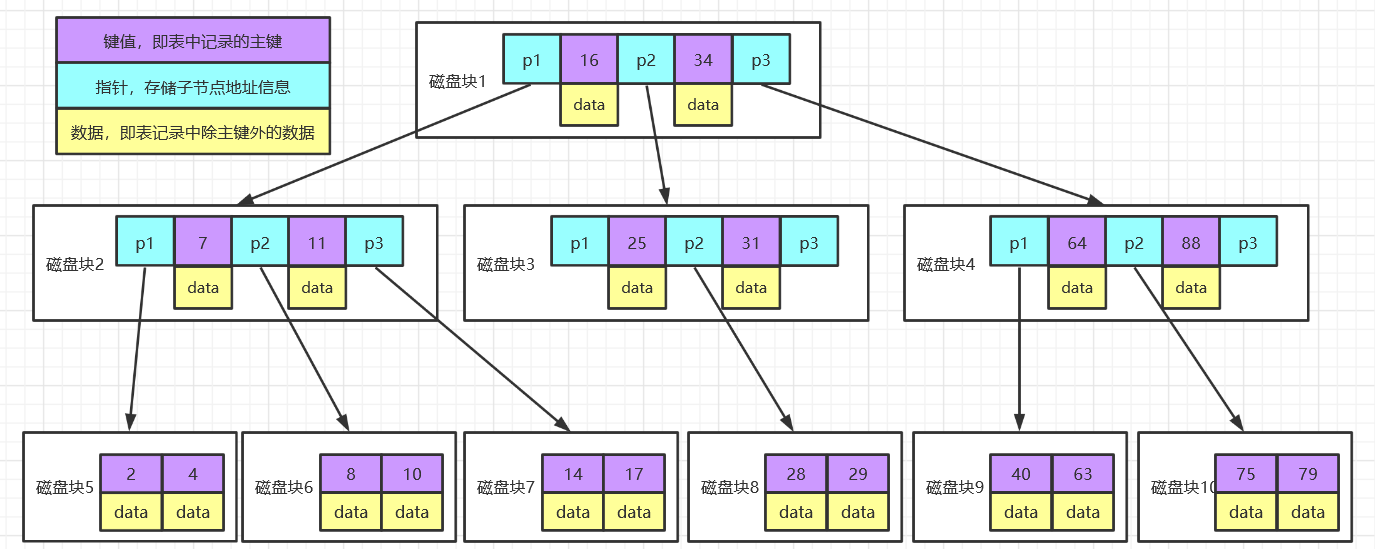 键值，即表中记录的主键
指针，存储子节点地址信息
数据，即表记录中除主键外的数据
磁盘块1
p1 16 p2 34 p3
data data
磁盘块2
p1 7 p2 11 p3
data data
磁盘块3
p1 25 p2 31 p3
data data
磁盘块4
p1 64 p2 88 p3
data data
磁盘块5
2 4
data data
磁盘块6
8 10
data data
磁盘块7
14 17
data data
磁盘块8
28 29
data data
磁盘块9
40 63
data data
磁盘块10
75 79
data data